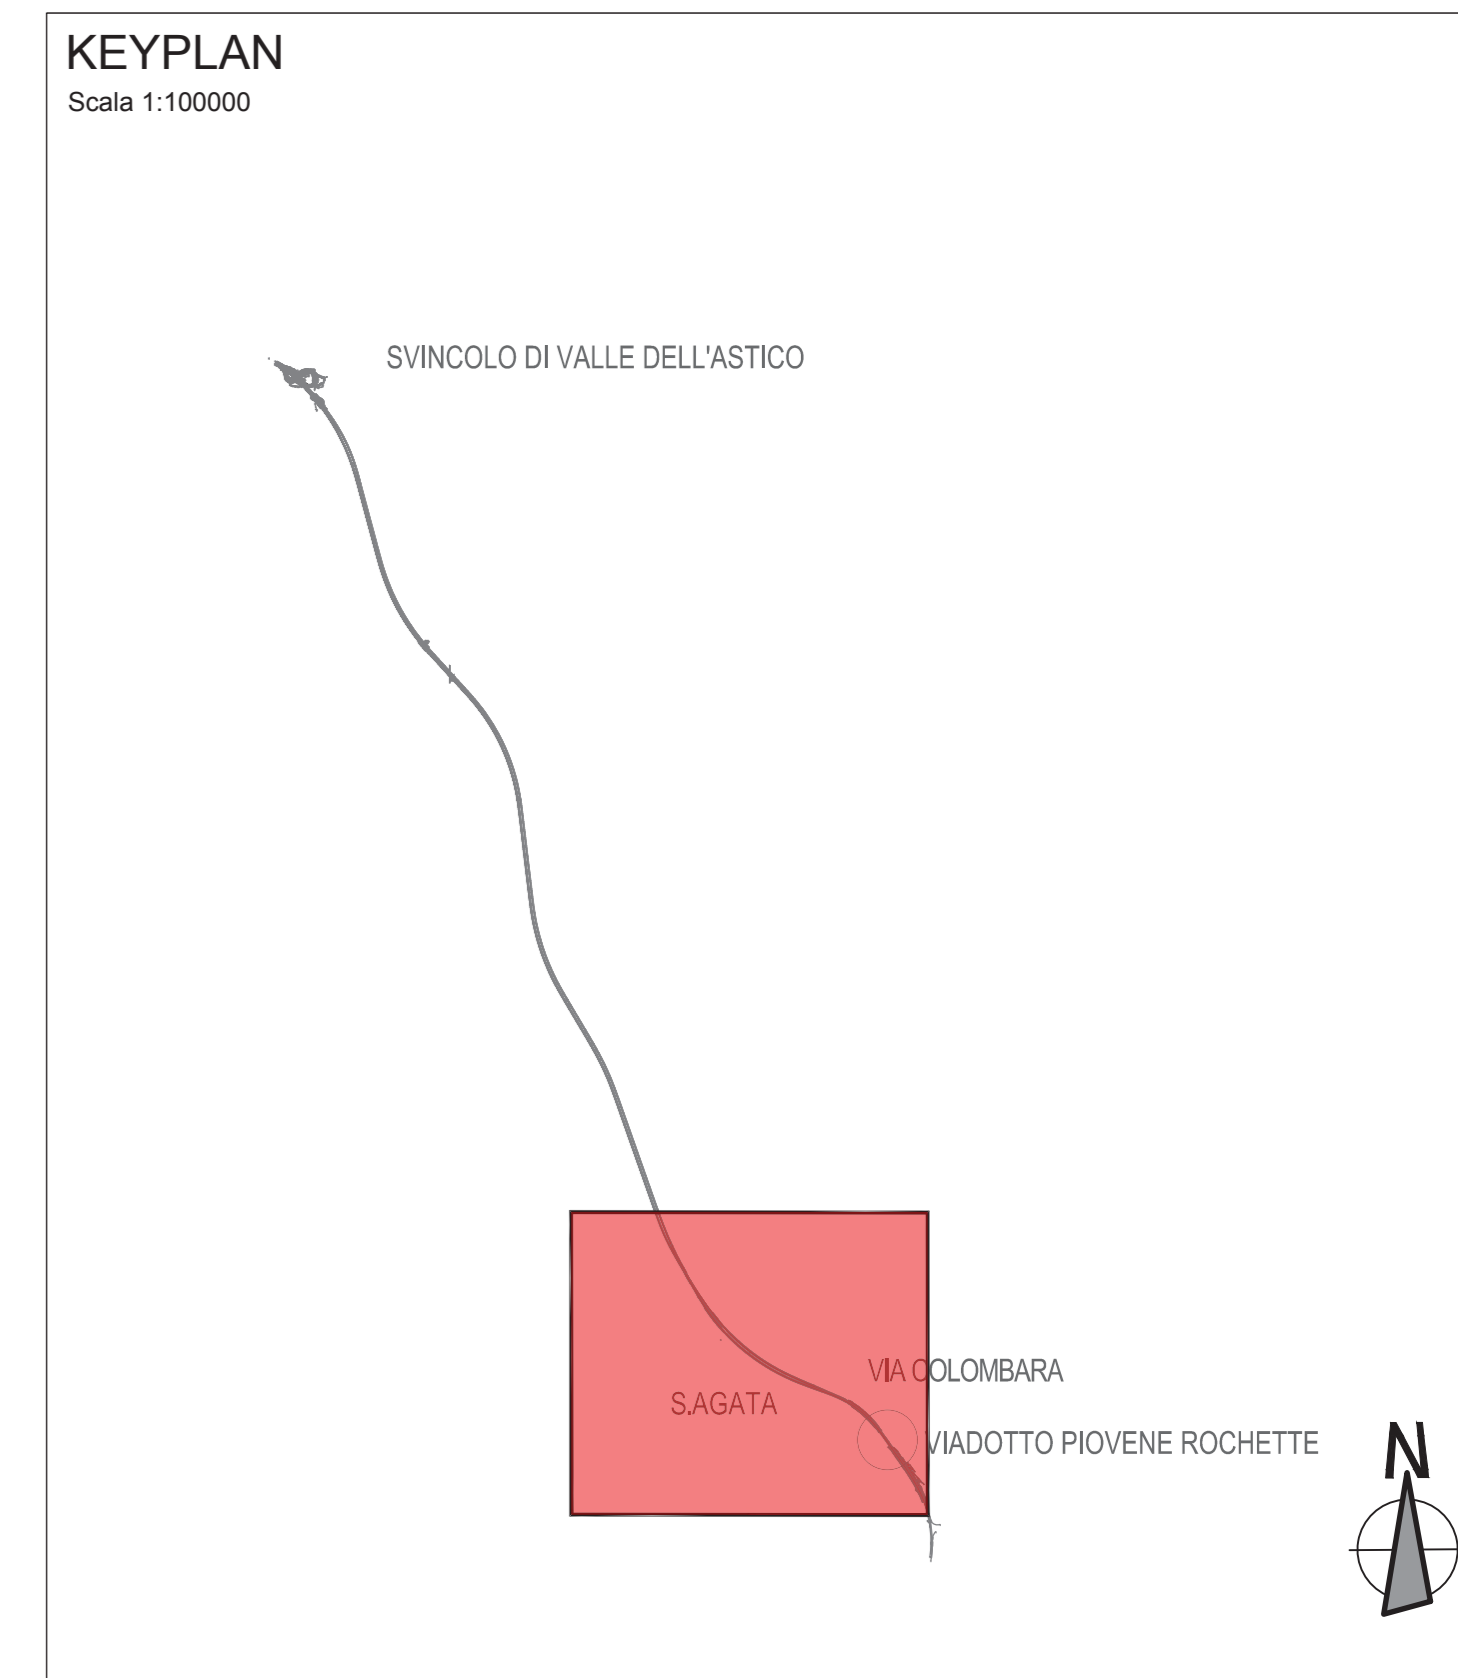 KEYPLAN
Scala 1:100000
SVINCOLO DI VALLE DELL'ASTICO
VIA COLOMBARA
S.AGATA
VIADOTTO PIOVENE ROCHETTE
N